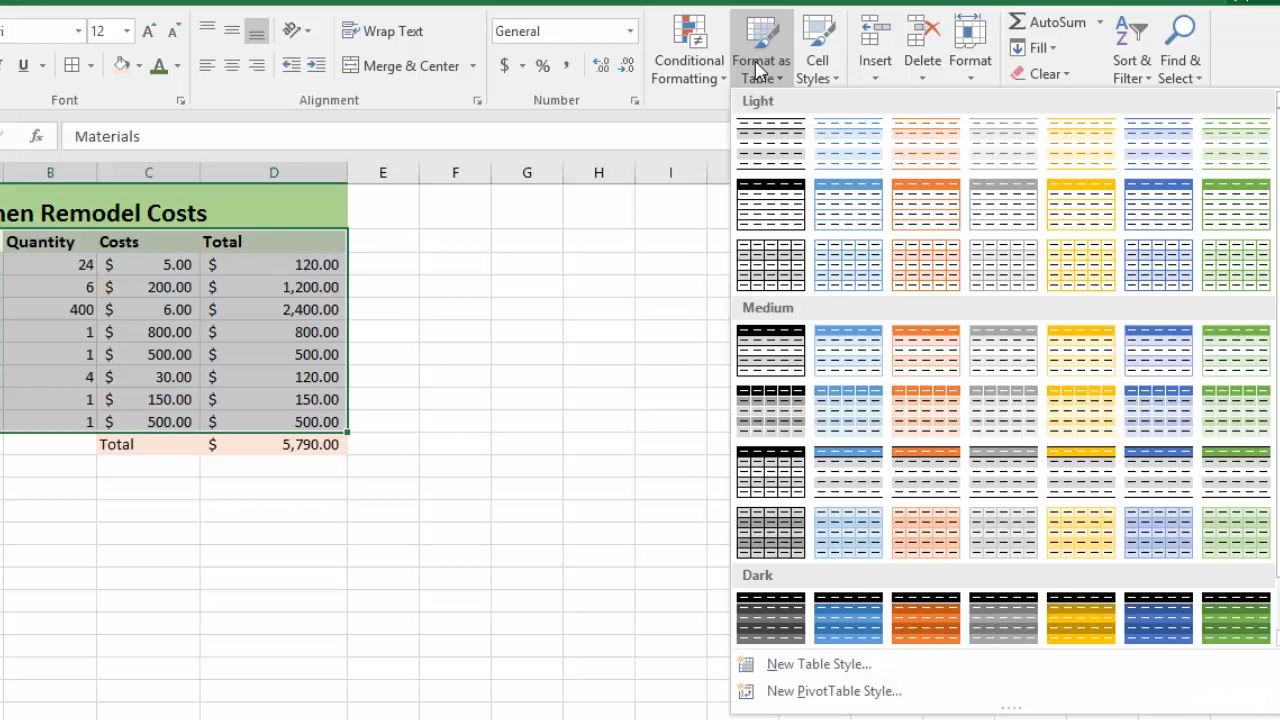 12
Wrap Text
General
AutoSum
Fill
Clear
U
Merge & Center
$ % ,
Conditional Formatting
Format as Table
Cell Styles
Insert
Delete
Format
Sort & Filter
Find & Select
Font
Alignment
Number
fx
Materials
Light
B C D E F G H I
hen Remodel Costs
Quantity Costs Total
24 $ 5.00 $ 120.00
6 $ 200.00 $ 1,200.00
400 $ 6.00 $ 2,400.00
1 $ 800.00 $ 800.00
1 $ 500.00 $ 500.00
4 $ 30.00 $ 120.00
1 $ 150.00 $ 150.00
1 $ 500.00 $ 500.00
Total $ 5,790.00
Medium
Dark
New Table Style...
New PivotTable Style...